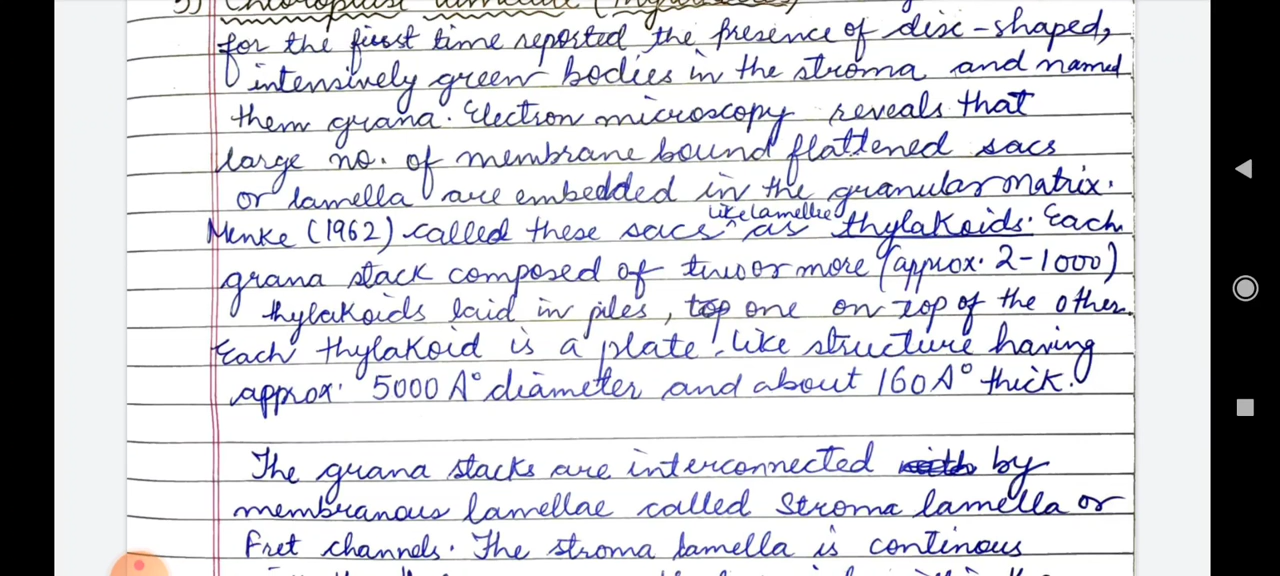 5) Chloroplast lamellae (Thylakoids)
for the first time reported the presence of disc-shaped,
intensively green bodies in the stroma and named
them grana. Electron microscopy reveals that
large no. of membrane bound flattened sacs
or lamella are embedded in the granular matrix.
Menke (1962) called these sacs like lamellae as thylakoids. Each
grana stack composed of two or more (approx. 2-1000)
thylakoids laid in piles, top one on top of the other.
Each thylakoid is a plate-like structure having
approx. 5000 A° diameter and about 160 A° thick.
The grana stacks are interconnected with by
membranous lamellae called Stroma lamella or
Fret channels. The stroma lamella is continous